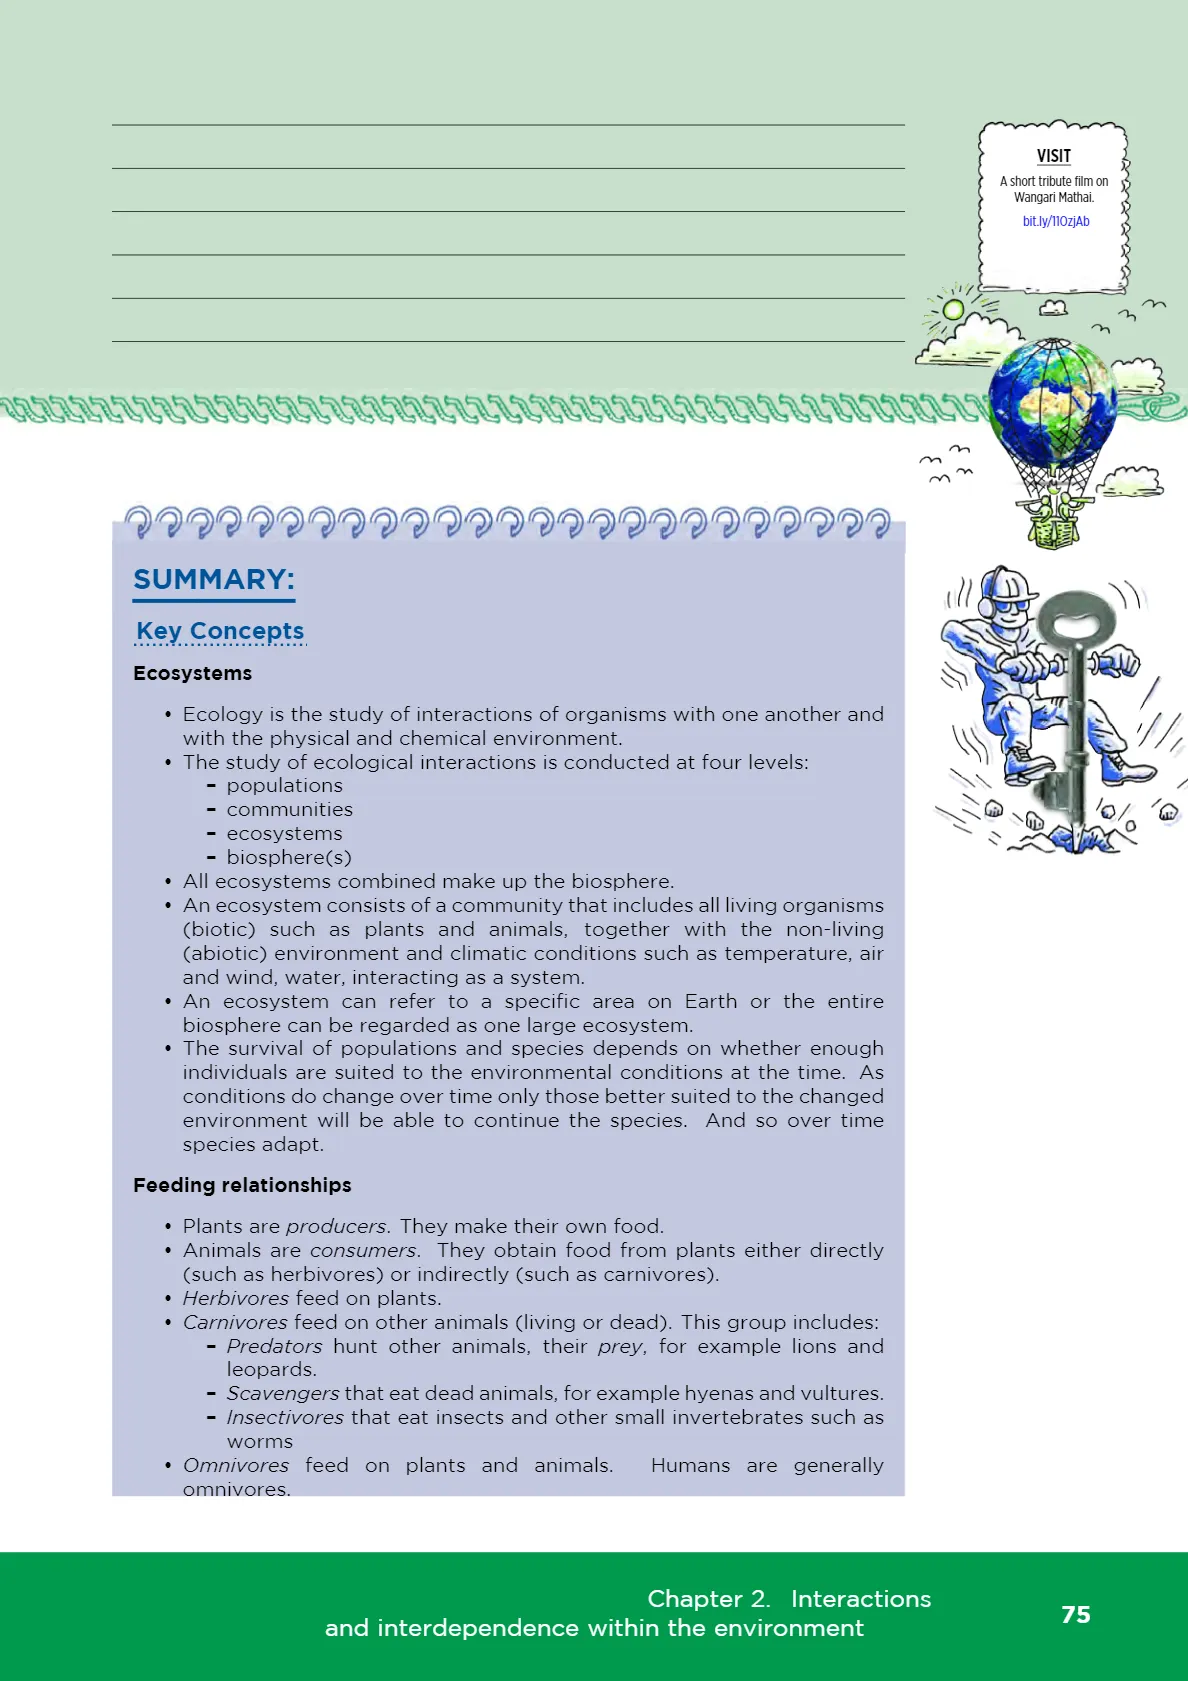 VISIT
A short tribute film on
Wangari Mathai.
bit.ly/11OzjAb
SUMMARY:
Key Concepts
Ecosystems
• Ecology is the study of interactions of organisms with one another and
with the physical and chemical environment.
• The study of ecological interactions is conducted at four levels:
– populations
– communities
– ecosystems
– biosphere(s)
• All ecosystems combined make up the biosphere.
• An ecosystem consists of a community that includes all living organisms
(biotic) such as plants and animals, together with the non-living
(abiotic) environment and climatic conditions such as temperature, air
and wind, water, interacting as a system.
• An ecosystem can refer to a specific area on Earth or the entire
biosphere can be regarded as one large ecosystem.
• The survival of populations and species depends on whether enough
individuals are suited to the environmental conditions at the time. As
conditions do change over time only those better suited to the changed
environment will be able to continue the species. And so over time
species adapt.
Feeding relationships
• Plants are producers. They make their own food.
• Animals are consumers. They obtain food from plants either directly
(such as herbivores) or indirectly (such as carnivores).
• Herbivores feed on plants.
• Carnivores feed on other animals (living or dead). This group includes:
– Predators hunt other animals, their prey, for example lions and
leopards.
– Scavengers that eat dead animals, for example hyenas and vultures.
– Insectivores that eat insects and other small invertebrates such as
worms
• Omnivores feed on plants and animals. Humans are generally
omnivores.
Chapter 2. Interactions
and interdependence within the environment
75